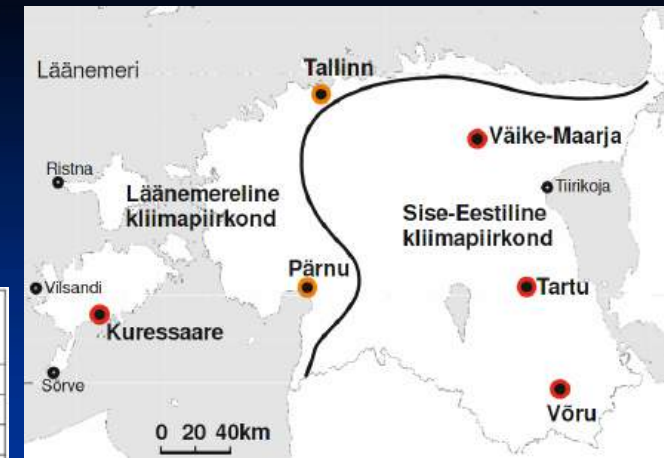 Läänemeri
Tallinn
Väike-Maarja
Ristna
Tiirikoja
Läänemereline
kliimapiirkond
Sise-Eestiline
kliimapiirkond
Pärnu
Vilsandi
Tartu
Kuressaare
Sõrve
Võru
0 20 40km